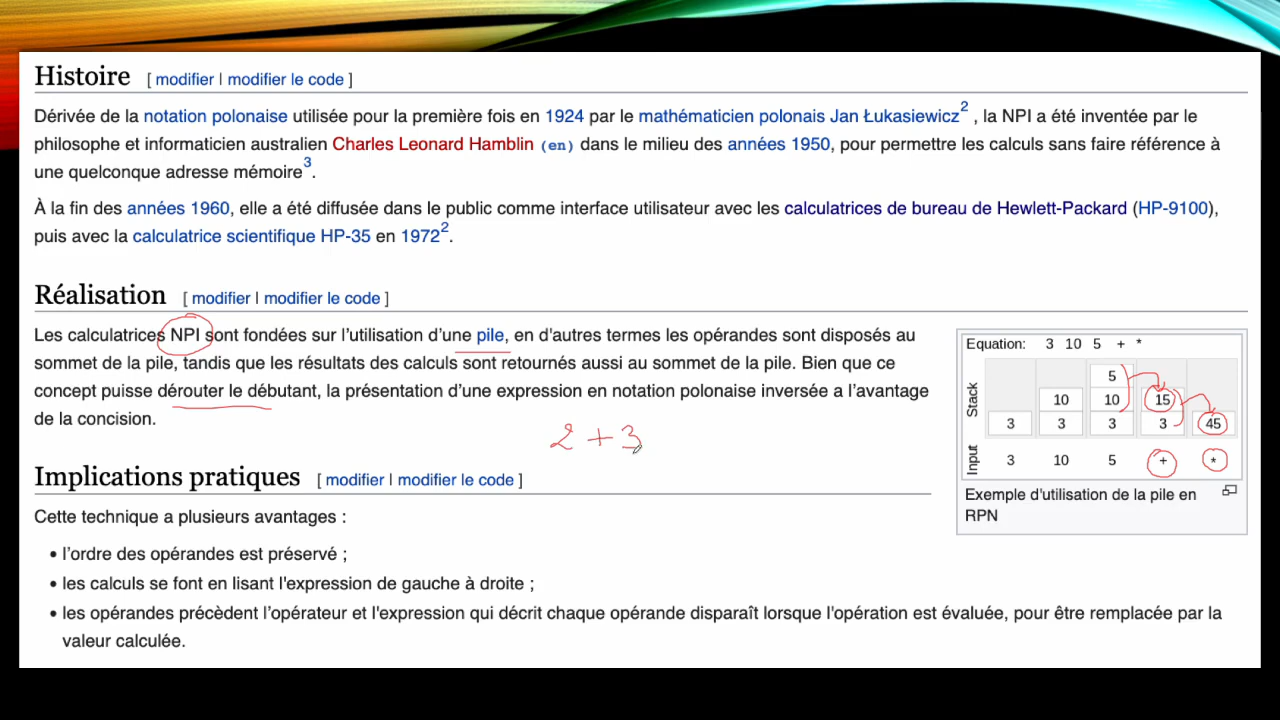 Histoire [ modifier | modifier le code ]
Dérivée de la notation polonaise utilisée pour la première fois en 1924 par le mathématicien polonais Jan Łukasiewicz2 , la NPI a été inventée par le
philosophe et informaticien australien Charles Leonard Hamblin (en) dans le milieu des années 1950, pour permettre les calculs sans faire référence à
une quelconque adresse mémoire3.
À la fin des années 1960, elle a été diffusée dans le public comme interface utilisateur avec les calculatrices de bureau de Hewlett-Packard (HP-9100),
puis avec la calculatrice scientifique HP-35 en 19722.
Réalisation [ modifier | modifier le code ]
Les calculatrices NPI sont fondées sur l’utilisation d’une pile, en d'autres termes les opérandes sont disposés au
sommet de la pile, tandis que les résultats des calculs sont retournés aussi au sommet de la pile. Bien que ce
concept puisse dérouter le débutant, la présentation d’une expression en notation polonaise inversée a l’avantage
de la concision.
2 + 3
Equation: 3 10 5 + *
Stack
5
10 10 15
3 3 3 3 45
Input
3 10 5 + *
Exemple d'utilisation de la pile en
RPN
Implications pratiques [ modifier | modifier le code ]
Cette technique a plusieurs avantages :
• l’ordre des opérandes est préservé ;
• les calculs se font en lisant l'expression de gauche à droite ;
• les opérandes précèdent l’opérateur et l'expression qui décrit chaque opérande disparaît lorsque l'opération est évaluée, pour être remplacée par la
valeur calculée.